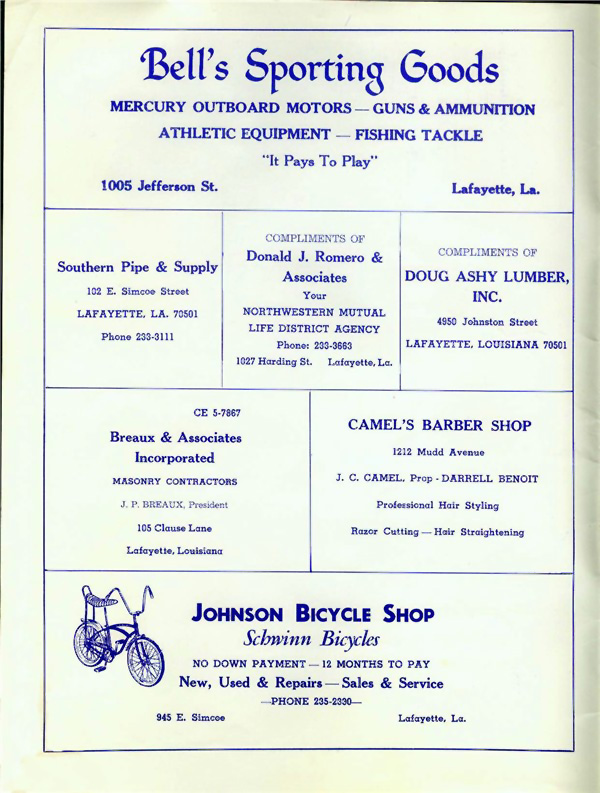 Bell's Sporting Goods
MERCURY OUTBOARD MOTORS — GUNS & AMMUNITION
ATHLETIC EQUIPMENT — FISHING TACKLE
"It Pays To Play"
1005 Jefferson St. Lafayette, La.
Southern Pipe & Supply
102 E. Simcoe Street
LAFAYETTE, LA. 70501
Phone 233-3111
COMPLIMENTS OF
Donald J. Romero &
Associates
Your
NORTHWESTERN MUTUAL
LIFE DISTRICT AGENCY
Phone: 233-3663
1027 Harding St. Lafayette, La.
COMPLIMENTS OF
DOUG ASHY LUMBER,
INC.
4950 Johnston Street
LAFAYETTE, LOUISIANA 70501
CE 5-7867
Breaux & Associates
Incorporated
MASONRY CONTRACTORS
J. P. BREAUX, President
105 Clause Lane
Lafayette, Louisiana
CAMEL'S BARBER SHOP
1212 Mudd Avenue
J. C. CAMEL, Prop - DARRELL BENOIT
Professional Hair Styling
Razor Cutting — Hair Straightening
JOHNSON BICYCLE SHOP
Schwinn Bicycles
NO DOWN PAYMENT — 12 MONTHS TO PAY
New, Used & Repairs — Sales & Service
—PHONE 235-2330—
945 E. Simcoe Lafayette, La.